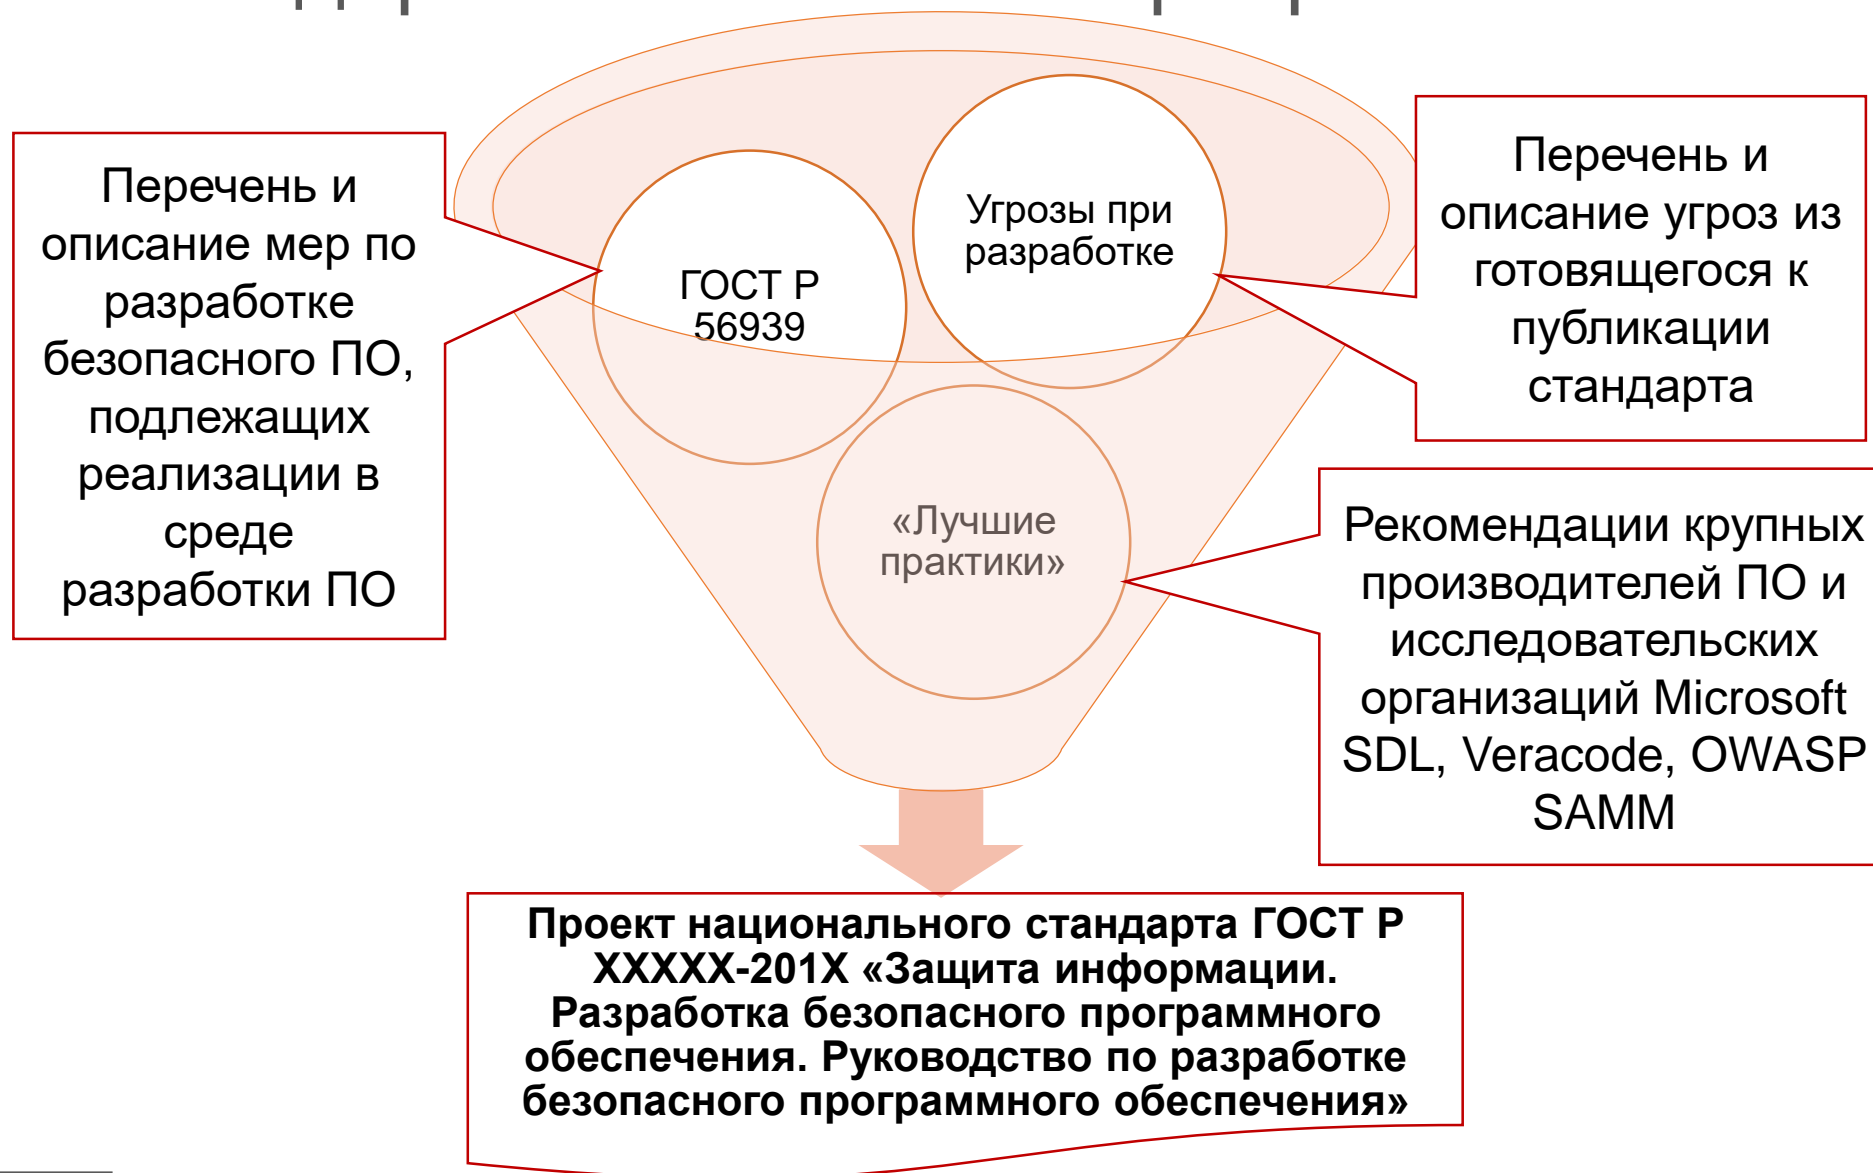 Перечень и
описание мер по
разработке
безопасного ПО,
подлежащих
реализации в
среде
разработки ПО
ГОСТ Р
56939
Угрозы при
разработке
«Лучшие
практики»
Перечень и
описание угроз из
готовящегося к
публикации
стандарта
Рекомендации крупных
производителей ПО и
исследовательских
организаций Microsoft
SDL, Veracode, OWASP
SAMM
Проект национального стандарта ГОСТ Р
XXXXX-201X «Защита информации.
Разработка безопасного программного
обеспечения. Руководство по разработке
безопасного программного обеспечения»